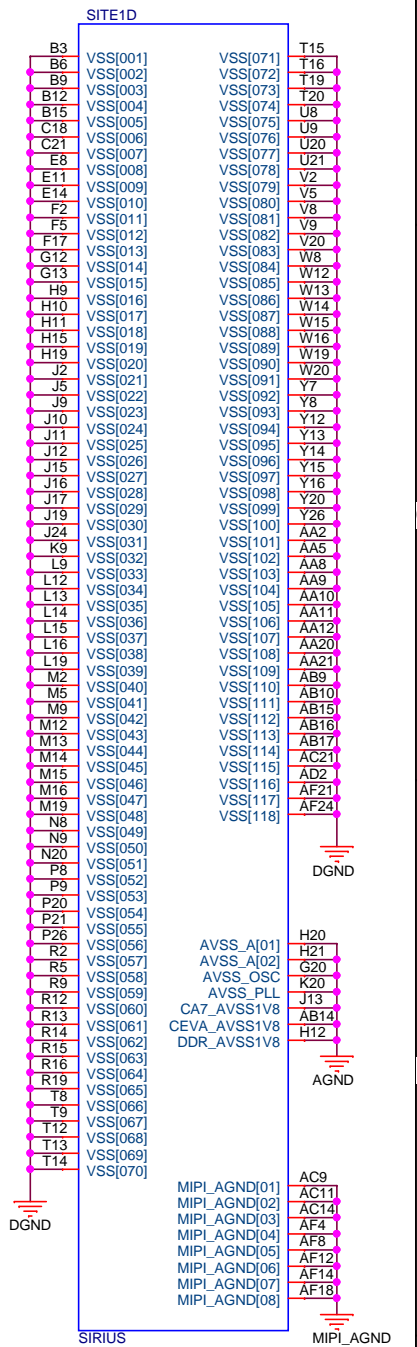 SITE1D
B3 VSS[001] VSS[071] T15
B6 VSS[002] VSS[072] T16
B9 VSS[003] VSS[073] T19
B12 VSS[004] VSS[074] T20
B15 VSS[005] VSS[075] U8
C18 VSS[006] VSS[076] U9
C21 VSS[007] VSS[077] U20
E8 VSS[008] VSS[078] U21
E11 VSS[009] VSS[079] V2
E14 VSS[010] VSS[080] V5
F2 VSS[011] VSS[081] V8
F5 VSS[012] VSS[082] V9
F17 VSS[013] VSS[083] V20
G12 VSS[014] VSS[084] W8
G13 VSS[015] VSS[085] W12
H9 VSS[016] VSS[086] W13
H10 VSS[017] VSS[087] W14
H11 VSS[018] VSS[088] W15
H15 VSS[019] VSS[089] W16
H19 VSS[020] VSS[090] W19
J2 VSS[021] VSS[091] W20
J5 VSS[022] VSS[092] Y7
J9 VSS[023] VSS[093] Y8
J10 VSS[024] VSS[094] Y12
J11 VSS[025] VSS[095] Y13
J12 VSS[026] VSS[096] Y14
J15 VSS[027] VSS[097] Y15
J16 VSS[028] VSS[098] Y16
J17 VSS[029] VSS[099] Y20
J19 VSS[030] VSS[100] Y26
J24 VSS[031] VSS[101] AA2
K9 VSS[032] VSS[102] AA5
L9 VSS[033] VSS[103] AA8
L12 VSS[034] VSS[104] AA9
L13 VSS[035] VSS[105] AA10
L14 VSS[036] VSS[106] AA11
L15 VSS[037] VSS[107] AA12
L16 VSS[038] VSS[108] AA20
L19 VSS[039] VSS[109] AA21
M2 VSS[040] VSS[110] AB9
M5 VSS[041] VSS[111] AB10
M9 VSS[042] VSS[112] AB15
M12 VSS[043] VSS[113] AB16
M13 VSS[044] VSS[114] AB17
M14 VSS[045] VSS[115] AC21
M15 VSS[046] VSS[116] AD2
M16 VSS[047] VSS[117] AF21
M19 VSS[048] VSS[118] AF24
N8 VSS[049]
N9 VSS[050]
N20 VSS[051]
DGND
P8 VSS[052]
P9 VSS[053]
P20 VSS[054]
P21 VSS[055]
P26 VSS[056] AVSS_A[01] H20
R2 VSS[057] AVSS_A[02] H21
R5 VSS[058] AVSS_OSC G20
R9 VSS[059] AVSS_PLL K20
R12 VSS[060] CA7_AVSS1V8 J13
R13 VSS[061] CEVA_AVSS1V8 AB14
R14 VSS[062] DDR_AVSS1V8 H12
R15 VSS[063]
R16 VSS[064]
AGND
R19 VSS[065]
T8 VSS[066]
T9 VSS[067]
T12 VSS[068]
T13 VSS[069]
T14 VSS[070]
MIPI_AGND[01] AC9
MIPI_AGND[02] AC11
MIPI_AGND[03] AC14
DGND
MIPI_AGND[04] AF4
MIPI_AGND[05] AF8
MIPI_AGND[06] AF12
MIPI_AGND[07] AF14
MIPI_AGND[08] AF18
SIRIUS
MIPI_AGND